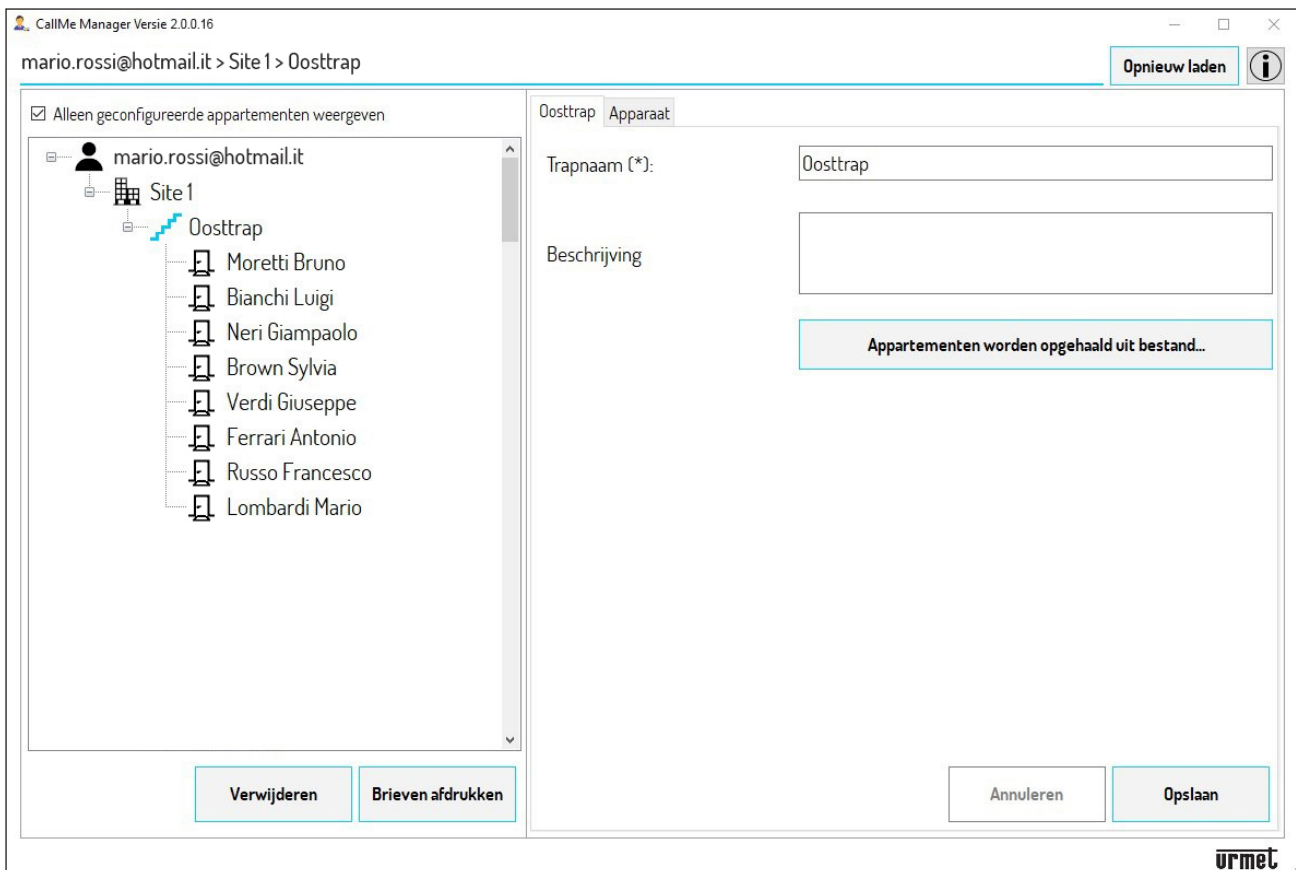 CallMe Manager Versie 2.0.0.16
mario.rossi@hotmail.it > Site 1 > Oosttrap
Opnieuw laden
Alleen geconfigureerde appartementen weergeven
mario.rossi@hotmail.it
Site 1
Oosttrap
Moretti Bruno
Bianchi Luigi
Neri Giampaolo
Brown Sylvia
Verdi Giuseppe
Ferrari Antonio
Russo Francesco
Lombardi Mario
Verwijderen
Brieven afdrukken
Oosttrap
Apparaat
Trapnaam (*):
Oosttrap
Beschrijving
Appartementen worden opgehaald uit bestand...
Annuleren
Opslaan
urmet